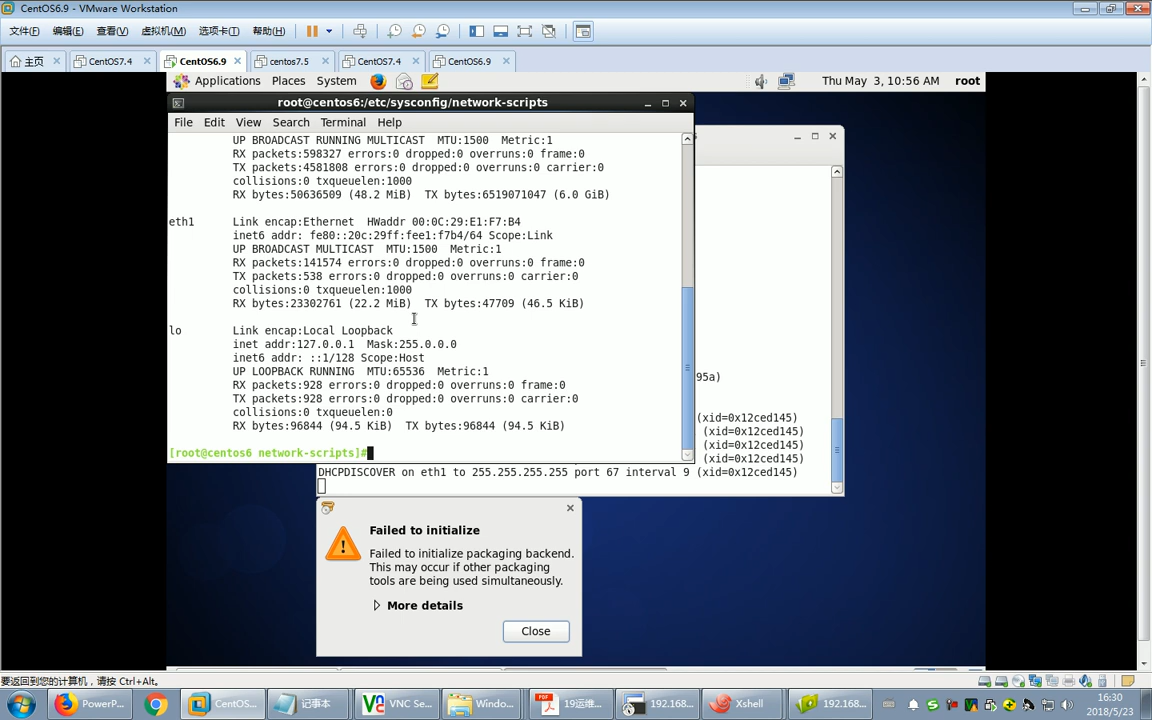 CentOS6.9 - VMware Workstation
文件(F) 编辑(E) 查看(V) 虚拟机(M) 选项卡(T) 帮助(H)
主页 CentOS7.4 CentOS6.9 centos7.5 CentOS7.4 CentOS6.9
Applications Places System Thu May 3, 10:56 AM root
root@centos6:/etc/sysconfig/network-scripts
File Edit View Search Terminal Help
UP BROADCAST RUNNING MULTICAST MTU:1500 Metric:1
RX packets:598327 errors:0 dropped:0 overruns:0 frame:0
TX packets:4581808 errors:0 dropped:0 overruns:0 carrier:0
collisions:0 txqueuelen:1000
RX bytes:50636509 (48.2 MiB) TX bytes:6519071047 (6.0 GiB)
eth1 Link encap:Ethernet HWaddr 00:0C:29:E1:F7:B4
inet6 addr: fe80::20c:29ff:fee1:f7b4/64 Scope:Link
UP BROADCAST MULTICAST MTU:1500 Metric:1
RX packets:141574 errors:0 dropped:0 overruns:0 frame:0
TX packets:538 errors:0 dropped:0 overruns:0 carrier:0
collisions:0 txqueuelen:1000
RX bytes:23302761 (22.2 MiB) TX bytes:47709 (46.5 KiB)
lo Link encap:Local Loopback
inet addr:127.0.0.1 Mask:255.0.0.0
inet6 addr: ::1/128 Scope:Host
UP LOOPBACK RUNNING MTU:65536 Metric:1
RX packets:928 errors:0 dropped:0 overruns:0 frame:0
TX packets:928 errors:0 dropped:0 overruns:0 carrier:0
collisions:0 txqueuelen:0
RX bytes:96844 (94.5 KiB) TX bytes:96844 (94.5 KiB)
[root@centos6 network-scripts]#
95a)
(xid=0x12ced145)
(xid=0x12ced145)
(xid=0x12ced145)
(xid=0x12ced145)
DHCPDISCOVER on eth1 to 255.255.255.255 port 67 interval 9 (xid=0x12ced145)
Failed to initialize
Failed to initialize packaging backend.
This may occur if other packaging
tools are being used simultaneously.
More details
Close
要返回到您的计算机，请按 Ctrl+Alt。
PowerP... CentOS... 记事本 VNC Se... Window... 19运维... 192.168... Xshell 192.168... 16:30
2018/5/23